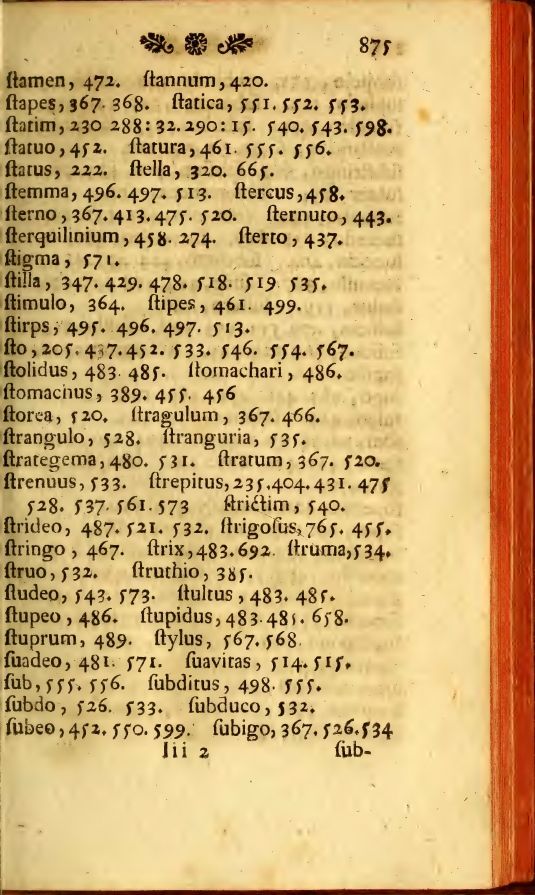 875
ſtamen, 472. ſtannum, 420.
ſtapes, 367. 368. ſtatica, 551. 552. 553.
ſtatim, 230 288: 32. 290: 15. 540. 543. 598.
ſtatuo, 452. ſtatura, 461. 555. 556.
ſtatus, 222. ſtella, 320. 665.
ſtemma, 496. 497. 513. ſtercus, 458.
ſterno, 367. 413. 475. 520. ſternuto, 443.
ſterquilinium, 458. 274. ſterto, 437.
ſtigma, 571.
ſtilla, 347. 429. 478. 518. 519 535.
ſtimulo, 364. ſtipes, 461. 499.
ſtirps, 495. 496. 497. 513.
ſto, 205. 437. 452. 533. 546. 554. 567.
ſtolidus, 483. 485. ſtomachari, 486.
ſtomachus, 389. 455. 456
ſtorea, 520. ſtragulum, 367. 466.
ſtrangulo, 528. ſtranguria, 535.
ſtrategema, 480. 531. ſtratum, 367. 520.
ſtrenuus, 533. ſtrepitus, 235. 404. 431. 475
528. 537. 561. 573 ſtrictim, 540.
ſtrideo, 487. 521. 532. ſtrigoſus, 765. 455.
ſtringo, 467. ſtrix, 483. 692. ſtruma, 534.
ſtruo, 532. ſtruthio, 385.
ſtudeo, 543. 573. ſtultus, 483. 485.
ſtupeo, 486. ſtupidus, 483. 485. 658.
ſtuprum, 489. ſtylus, 567. 568
ſuadeo, 481. 571. ſuavitas, 514. 515.
ſub, 555. 556. ſubditus, 498. 555.
ſubdo, 526. 533. ſubduco, 532.
ſubeo, 452. 550. 599. ſubigo, 367. 526. 534
Iii 2 ſub-